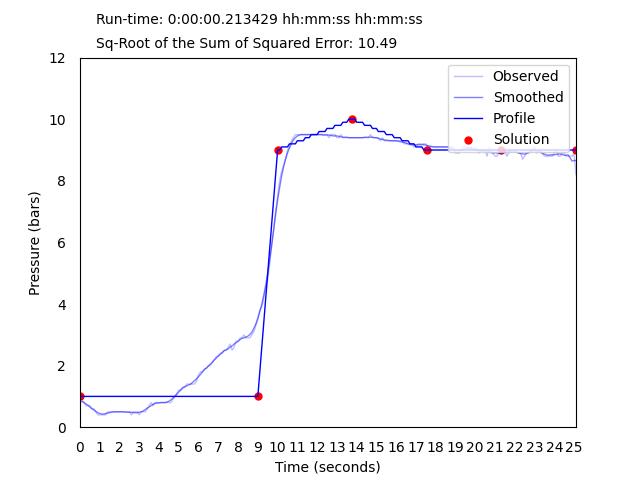 Run-time: 0:00:00.213429 hh:mm:ss hh:mm:ss
Sq-Root of the Sum of Squared Error: 10.49
12
10
8
6
4
2
0
Pressure (bars)
Observed
Smoothed
Profile
Solution
0 1 2 3 4 5 6 7 8 9 10 11 12 13 14 15 16 17 18 19 20 21 22 23 24 25
Time (seconds)